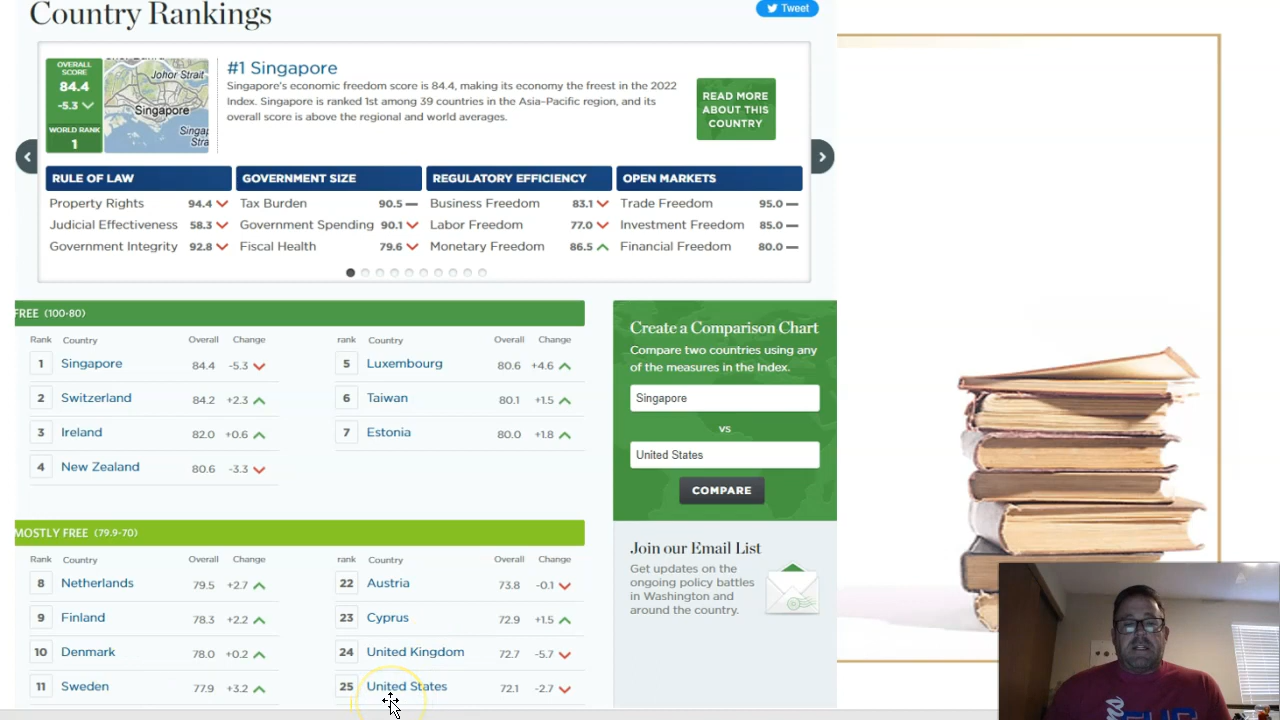 Country Rankings
Tweet
OVERALL
SCORE
84.4
-5.3
WORLD RANK
1
Johor Strait
Singapore
#1 Singapore
Singapore's economic freedom score is 84.4, making its economy the freest in the 2022
Index. Singapore is ranked 1st among 39 countries in the Asia–Pacific region, and its
overall score is above the regional and world averages.
READ MORE
ABOUT THIS
COUNTRY
RULE OF LAW
Property Rights 94.4
Judicial Effectiveness 58.3
Government Integrity 92.8
GOVERNMENT SIZE
Tax Burden 90.5
Government Spending 90.1
Fiscal Health 79.6
REGULATORY EFFICIENCY
Business Freedom 83.1
Labor Freedom 77.0
Monetary Freedom 86.5
OPEN MARKETS
Trade Freedom 95.0
Investment Freedom 85.0
Financial Freedom 80.0
FREE (100-80)
Rank Country Overall Change
1 Singapore 84.4 -5.3
2 Switzerland 84.2 +2.3
3 Ireland 82.0 +0.6
4 New Zealand 80.6 -3.3
rank Country Overall Change
5 Luxembourg 80.6 +4.6
6 Taiwan 80.1 +1.5
7 Estonia 80.0 +1.8
MOSTLY FREE (79.9-70)
Rank Country Overall Change
8 Netherlands 79.5 +2.7
9 Finland 78.3 +2.2
10 Denmark 78.0 +0.2
11 Sweden 77.9 +3.2
rank Country Overall Change
22 Austria 73.8 -0.1
23 Cyprus 72.9 +1.5
24 United Kingdom 72.7
25 United States 72.1
Create a Comparison Chart
Compare two countries using any
of the measures in the Index.
Singapore
vs
United States
COMPARE
Join our Email List
Get updates on the
ongoing policy battles
in Washington and
around the country.